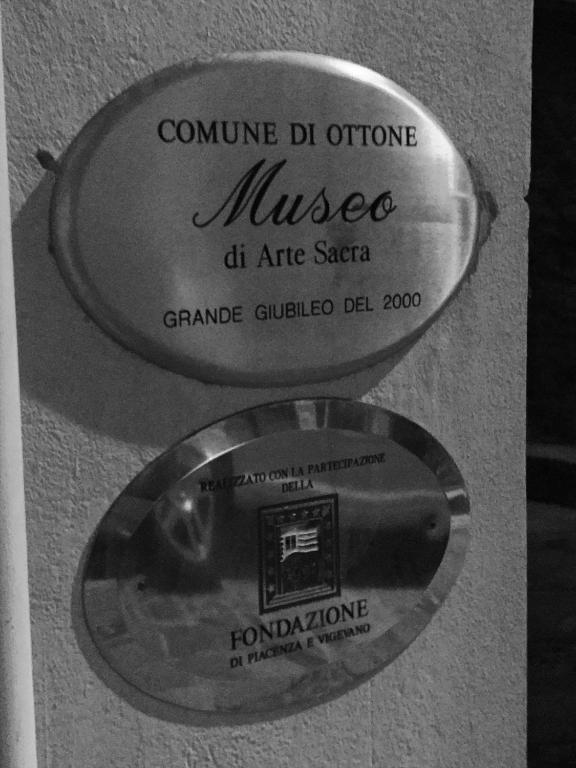 COMUNE DI OTTONE
Museo
di Arte Sacra
GRANDE GIUBILEO DEL 2000
REALIZZATO CON LA PARTECIPAZIONE
DELLA
FONDAZIONE
DI PIACENZA E VIGEVANO